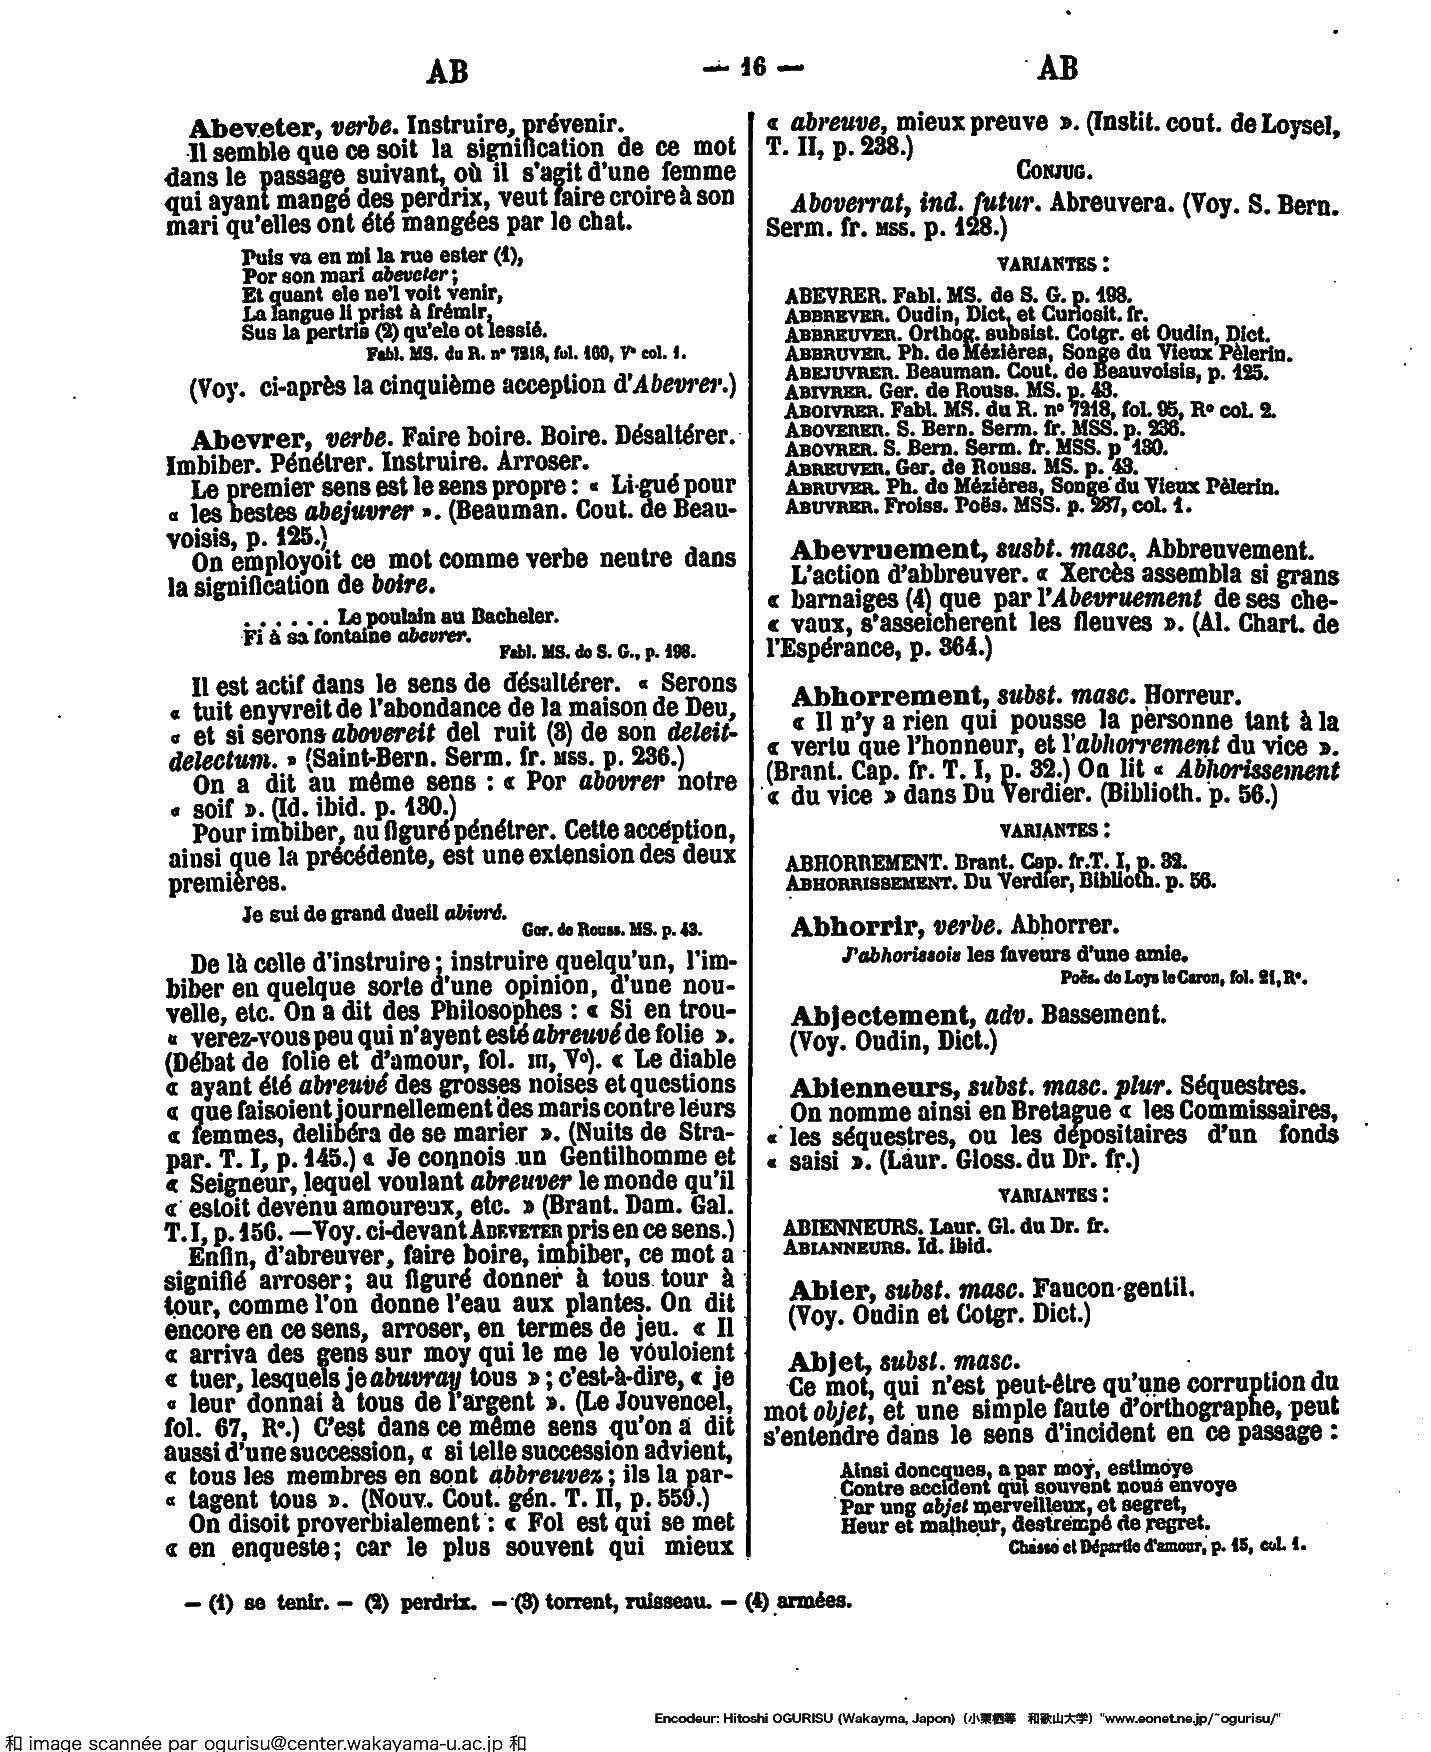 AB — 16 — AB
Abeveter, verbe. Instruire, prévenir.
Il semble que ce soit la signification de ce mot
dans le passage suivant, où il s'agit d'une femme
qui ayant mangé des perdrix, veut faire croire à son
mari qu'elles ont été mangées par le chat.
Puis va en mi la rue ester (1),
Por son mari abeveter;
Et quant ele ne'l voit venir,
La langue li prist à frémir,
Sus la pertris (2) qu'ele ot lessié.
Fabl. MS. du R. n° 7218, fol. 169, V° col. 1.
(Voy. ci-après la cinquième acception d'Abevrer.)
Abevrer, verbe. Faire boire. Boire. Désaltérer.
Imbiber. Pénétrer. Instruire. Arroser.
Le premier sens est le sens propre : « Li gué pour
« les bestes abejuvrer ». (Beauman. Cout. de Beau-
voisis, p. 125.)
On employoit ce mot comme verbe neutre dans
la signification de boire.
. . . . . . Le poulain au Bacheler.
Fi à sa fontaine abevrer.
Fabl. MS. de S. G., p. 198.
Il est actif dans le sens de désaltérer. « Serons
« tuit enyvreit de l'abondance de la maison de Deu,
« et si serons abovereit del ruit (3) de son deleit-
delectum. » (Saint-Bern. Serm. fr. MSS. p. 236.)
On a dit au même sens : « Por abovrer notre
« soif ». (Id. ibid. p. 130.)
Pour imbiber, au figuré pénétrer. Cette acception,
ainsi que la précédente, est une extension des deux
premières.
Je sui de grand duell abivré.
Ger. de Rouss. MS. p. 43.
De là celle d'instruire; instruire quelqu'un, l'im-
biber en quelque sorte d'une opinion, d'une nou-
velle, etc. On a dit des Philosophes : « Si en trou-
« verez-vous peu qui n'ayent esté abreuvé de folie ».
(Débat de folie et d'amour, fol. III, V°). « Le diable
« ayant été abreuvé des grosses noises et questions
« que faisoient journellement des maris contre leurs
« femmes, delibéra de se marier ». (Nuits de Stra-
par. T. I, p. 145.) « Je connois un Gentilhomme et
« Seigneur, lequel voulant abreuver le monde qu'il
« estoit devenu amoureux, etc. » (Brant. Dam. Gal.
T. I, p. 156. — Voy. ci-devant ABEVETER pris en ce sens.)
Enfin, d'abreuver, faire boire, imbiber, ce mot a
signifié arroser; au figuré donner à tous tour à
tour, comme l'on donne l'eau aux plantes. On dit
encore en ce sens, arroser, en termes de jeu. « Il
« arriva des gens sur moy qui le me le vouloient
« tuer, lesquels je abuvray tous »; c'est-à-dire, « je
« leur donnai à tous de l'argent ». (Le Jouvencel,
fol. 67, R°.) C'est dans ce même sens qu'on a dit
aussi d'une succession, « si telle succession advient,
« tous les membres en sont abbreuvez; ils la par-
« tagent tous ». (Nouv. Cout. gén. T. II, p. 559.)
On disoit proverbialement : « Fol est qui se met
« en enqueste; car le plus souvent qui mieux
« abreuve, mieux preuve ». (Instit. cout. de Loysel,
T. II, p. 238.)
CONJUG.
Aboverrat, ind. futur. Abreuvera. (Voy. S. Bern.
Serm. fr. MSS. p. 128.)
VARIANTES :
ABEVRER. Fabl. MS. de S. G. p. 198.
ABBREVER. Oudin, Dict. et Curiosit. fr.
ABBREUVER. Orthog. subsist. Cotgr. et Oudin, Dict.
ABBRUVER. Ph. de Mézières, Songe du Vieux Pèlerin.
ABEJUVRER. Beauman. Cout. de Beauvoisis, p. 125.
ABIVRER. Ger. de Rouss. MS. p. 43.
ABOIVRER. Fabl. MS. du R. n° 7218, fol. 95, R° col. 2.
ABOVERER. S. Bern. Serm. fr. MSS. p. 236.
ABOVRER. S. Bern. Serm. fr. MSS. p 130.
ABREUVER. Ger. de Rouss. MS. p. 43.
ABRUVER. Ph. de Mézières, Songe du Vieux Pèlerin.
ABUVRER. Froiss. Poës. MSS. p. 287, col. 1.
Abevruement, susbt. masc. Abbreuvement.
L'action d'abbreuver. « Xercès assembla si grans
« barnaiges (4) que par l'Abevruement de ses che-
« vaux, s'asseicherent les fleuves ». (Al. Chart. de
l'Espérance, p. 364.)
Abhorrement, subst. masc. Horreur.
« Il n'y a rien qui pousse la personne tant à la
« vertu que l'honneur, et l'abhorrement du vice ».
(Brant. Cap. fr. T. I, p. 32.) On lit « Abhorissement
« du vice » dans Du Verdier. (Biblioth. p. 56.)
VARIANTES :
ABHORREMENT. Brant. Cap. fr. T. I, p. 32.
ABHORRISSEMENT. Du Verdier, Biblioth. p. 56.
Abhorrir, verbe. Abhorrer.
J'abhorissois les faveurs d'une amie.
Poës. de Loys le Caron, fol. 21, R°.
Abjectement, adv. Bassement.
(Voy. Oudin, Dict.)
Abienneurs, subst. masc. plur. Séquestres.
On nomme ainsi en Bretague « les Commissaires,
« les séquestres, ou les dépositaires d'un fonds
« saisi ». (Laur. Gloss. du Dr. fr.)
VARIANTES :
ABIENNEURS. Laur. Gl. du Dr. fr.
ABIANNEURS. Id. ibid.
Abier, subst. masc. Faucon-gentil.
(Voy. Oudin et Cotgr. Dict.)
Abjet, subst. masc.
Ce mot, qui n'est peut-être qu'une corruption du
mot objet, et une simple faute d'orthographe, peut
s'entendre dans le sens d'incident en ce passage :
Ainsi doncques, a par moy, estimoye
Contre accident qui souvent nous envoye
Par ung abjet merveilleux, et segret,
Heur et malheur, destrempé de regret.
Chasse et Départie d'amour, p. 15, col. 1.
— (1) se tenir. — (2) perdrix. — (3) torrent, ruisseau. — (4) armées.
Encodeur: Hitoshi OGURISU (Wakayma, Japon) (小栗栖等 和歌山大学) "www.eonet.ne.jp/~ogurisu/"
和 image scannée par ogurisu@center.wakayama-u.ac.jp 和